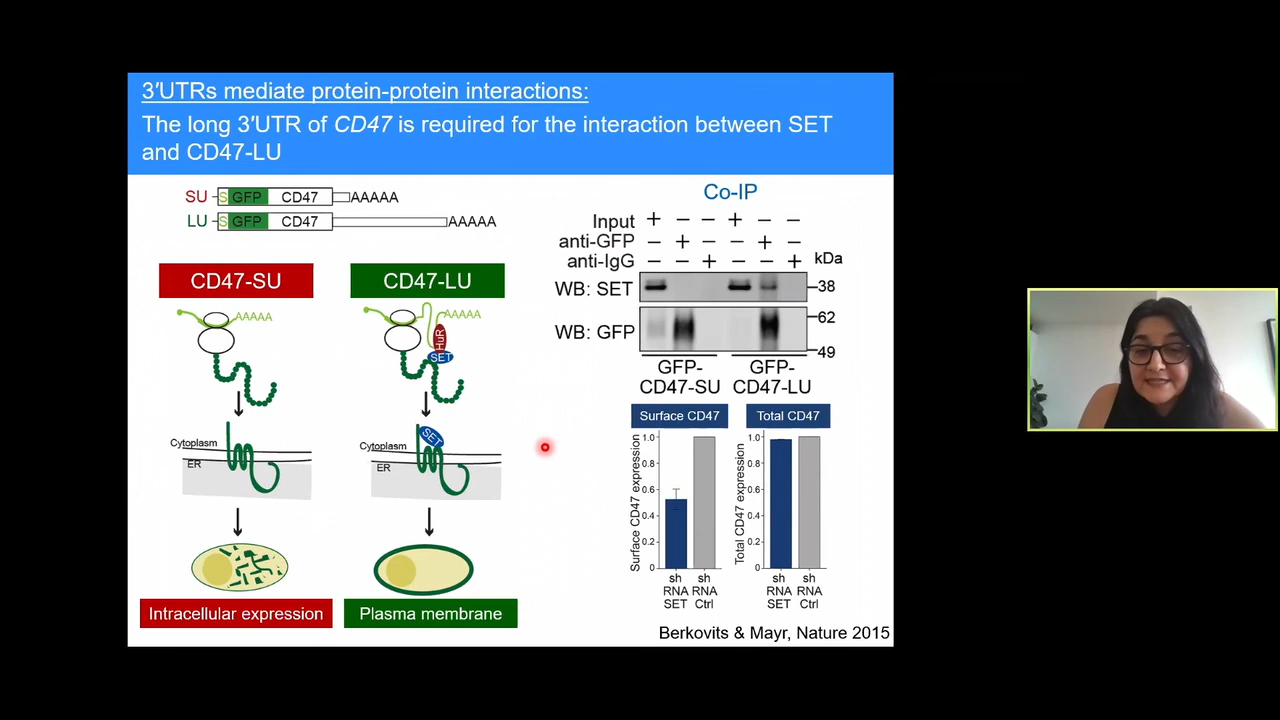 3′UTRs mediate protein-protein interactions:
The long 3′UTR of CD47 is required for the interaction between SET
and CD47-LU
SU
S GFP CD47 AAAAA
LU
S GFP CD47 AAAAA
CD47-SU
CD47-LU
AAAAA
AAAAA
HuR
SET
Cytoplasm
ER
Cytoplasm
ER
SET
Intracellular expression
Plasma membrane
Co-IP
Input + − − + − −
anti-GFP − + − − + −
anti-IgG − − + − − +
kDa
WB: SET
38
WB: GFP
62
49
GFP-
CD47-SU
GFP-
CD47-LU
Surface CD47
Total CD47
Surface CD47 expression
1.0
0.8
0.6
0.4
0.2
0
sh
RNA
SET
sh
RNA
Ctrl
Total CD47 expression
1.0
0.8
0.6
0.4
0.2
0
sh
RNA
SET
sh
RNA
Ctrl
Berkovits & Mayr, Nature 2015